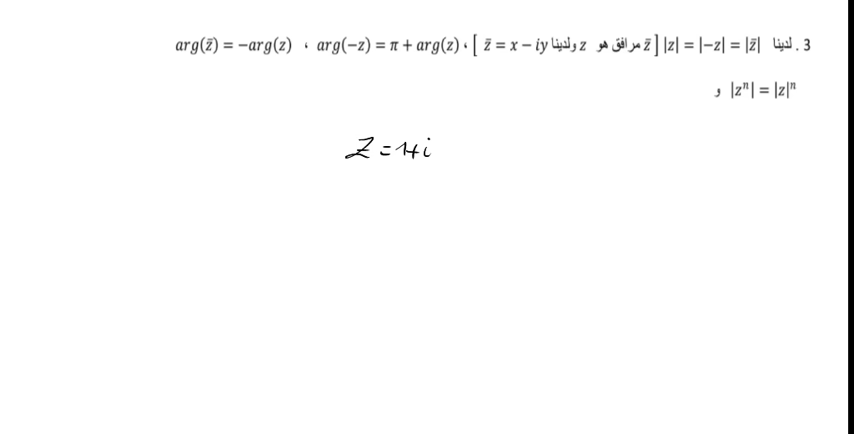 3 . لدينا |z| = |−z| = |z̄| [ z̄ مرافق هو z ولدينا z̄ = x − iy ] ، arg(−z) = π + arg(z) ، arg(z̄) = −arg(z)
و |zⁿ| = |z|ⁿ
Z = 1+i